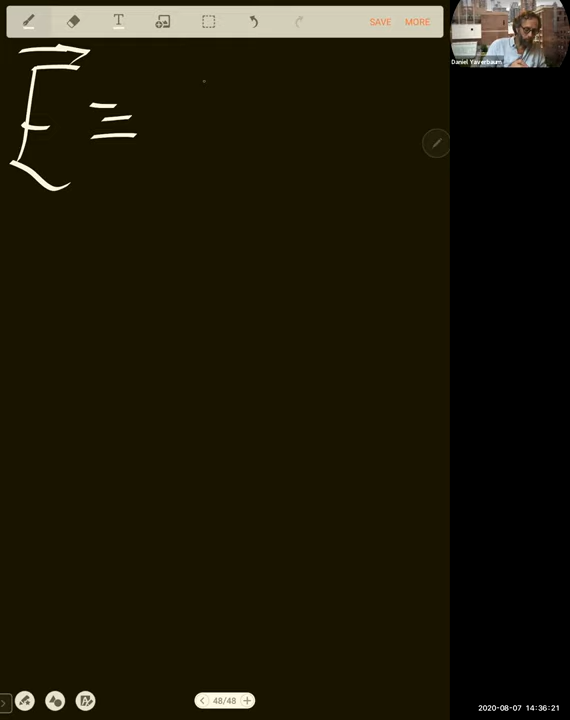 T SAVE MORE
Daniel Yaverbaum
E⃗ ≡
48/48
2020-08-07 14:36:21